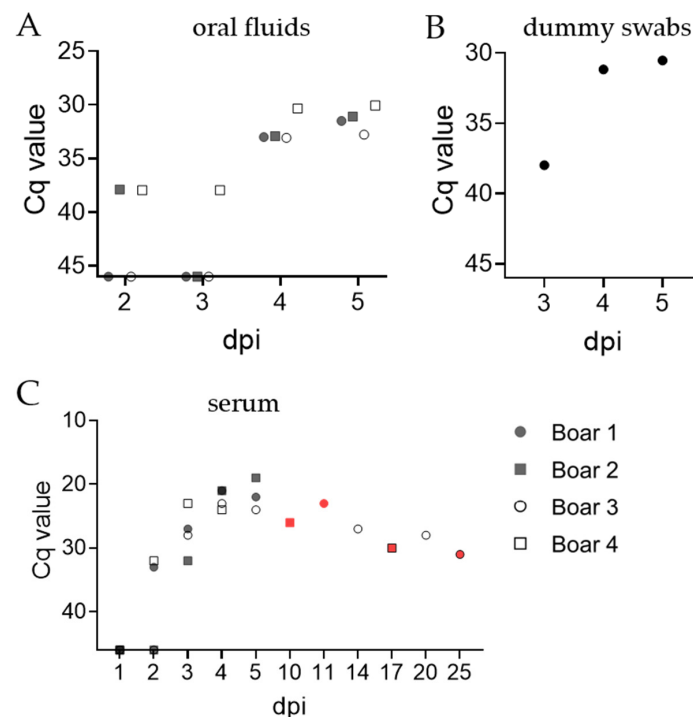 A
oral fluids
25
30
35
40
45
Cq value
2 3 4 5
dpi
B
dummy swabs
30
35
40
45
Cq value
3 4 5
dpi
C
serum
10
20
30
40
Cq value
1 2 3 4 5 10 11 14 17 20 25
dpi
Boar 1
Boar 2
Boar 3
Boar 4